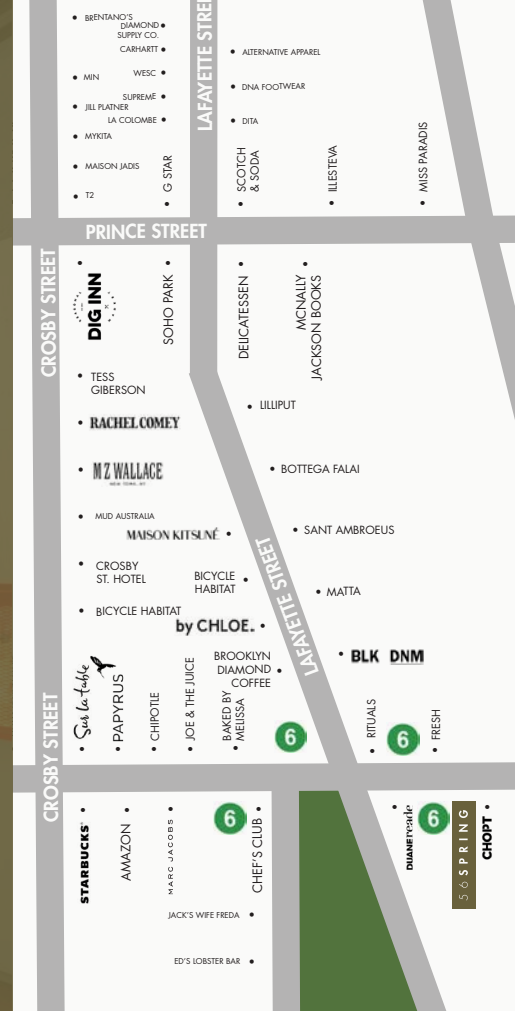 BRENTANO'S
DIAMOND
SUPPLY CO.
CARHARTT
MIN
WESC
SUPREME
JILL PLATNER
LA COLOMBE
MYKITA
MAISON JADIS
T2
G STAR
LAFAYETTE STREET
ALTERNATIVE APPAREL
DNA FOOTWEAR
DITA
SCOTCH
& SODA
ILLESTEVA
MISS PARADIS
PRINCE STREET
CROSBY STREET
DIG INN
SOHO PARK
DELICATESSEN
MCNALLY
JACKSON BOOKS
TESS
GIBERSON
RACHEL COMEY
MZ WALLACE
NEW YORK, NY
MUD AUSTRALIA
MAISON KITSUNÉ
CROSBY
ST. HOTEL
BICYCLE
HABITAT
BICYCLE HABITAT
by CHLOE.
LILLIPUT
BOTTEGA FALAI
SANT AMBROEUS
MATTA
LAFAYETTE STREET
BLK DNM
BROOKLYN
DIAMOND
COFFEE
Sur la table
PAPYRUS
CHIPOTLE
JOE & THE JUICE
BAKED BY
MELISSA
6
RITUALS
6
FRESH
CROSBY STREET
STARBUCKS
AMAZON
MARC JACOBS
6
CHEF'S CLUB
JACK'S WIFE FREDA
ED'S LOBSTER BAR
DUANEreade
6
56 SPRING
CHOPT